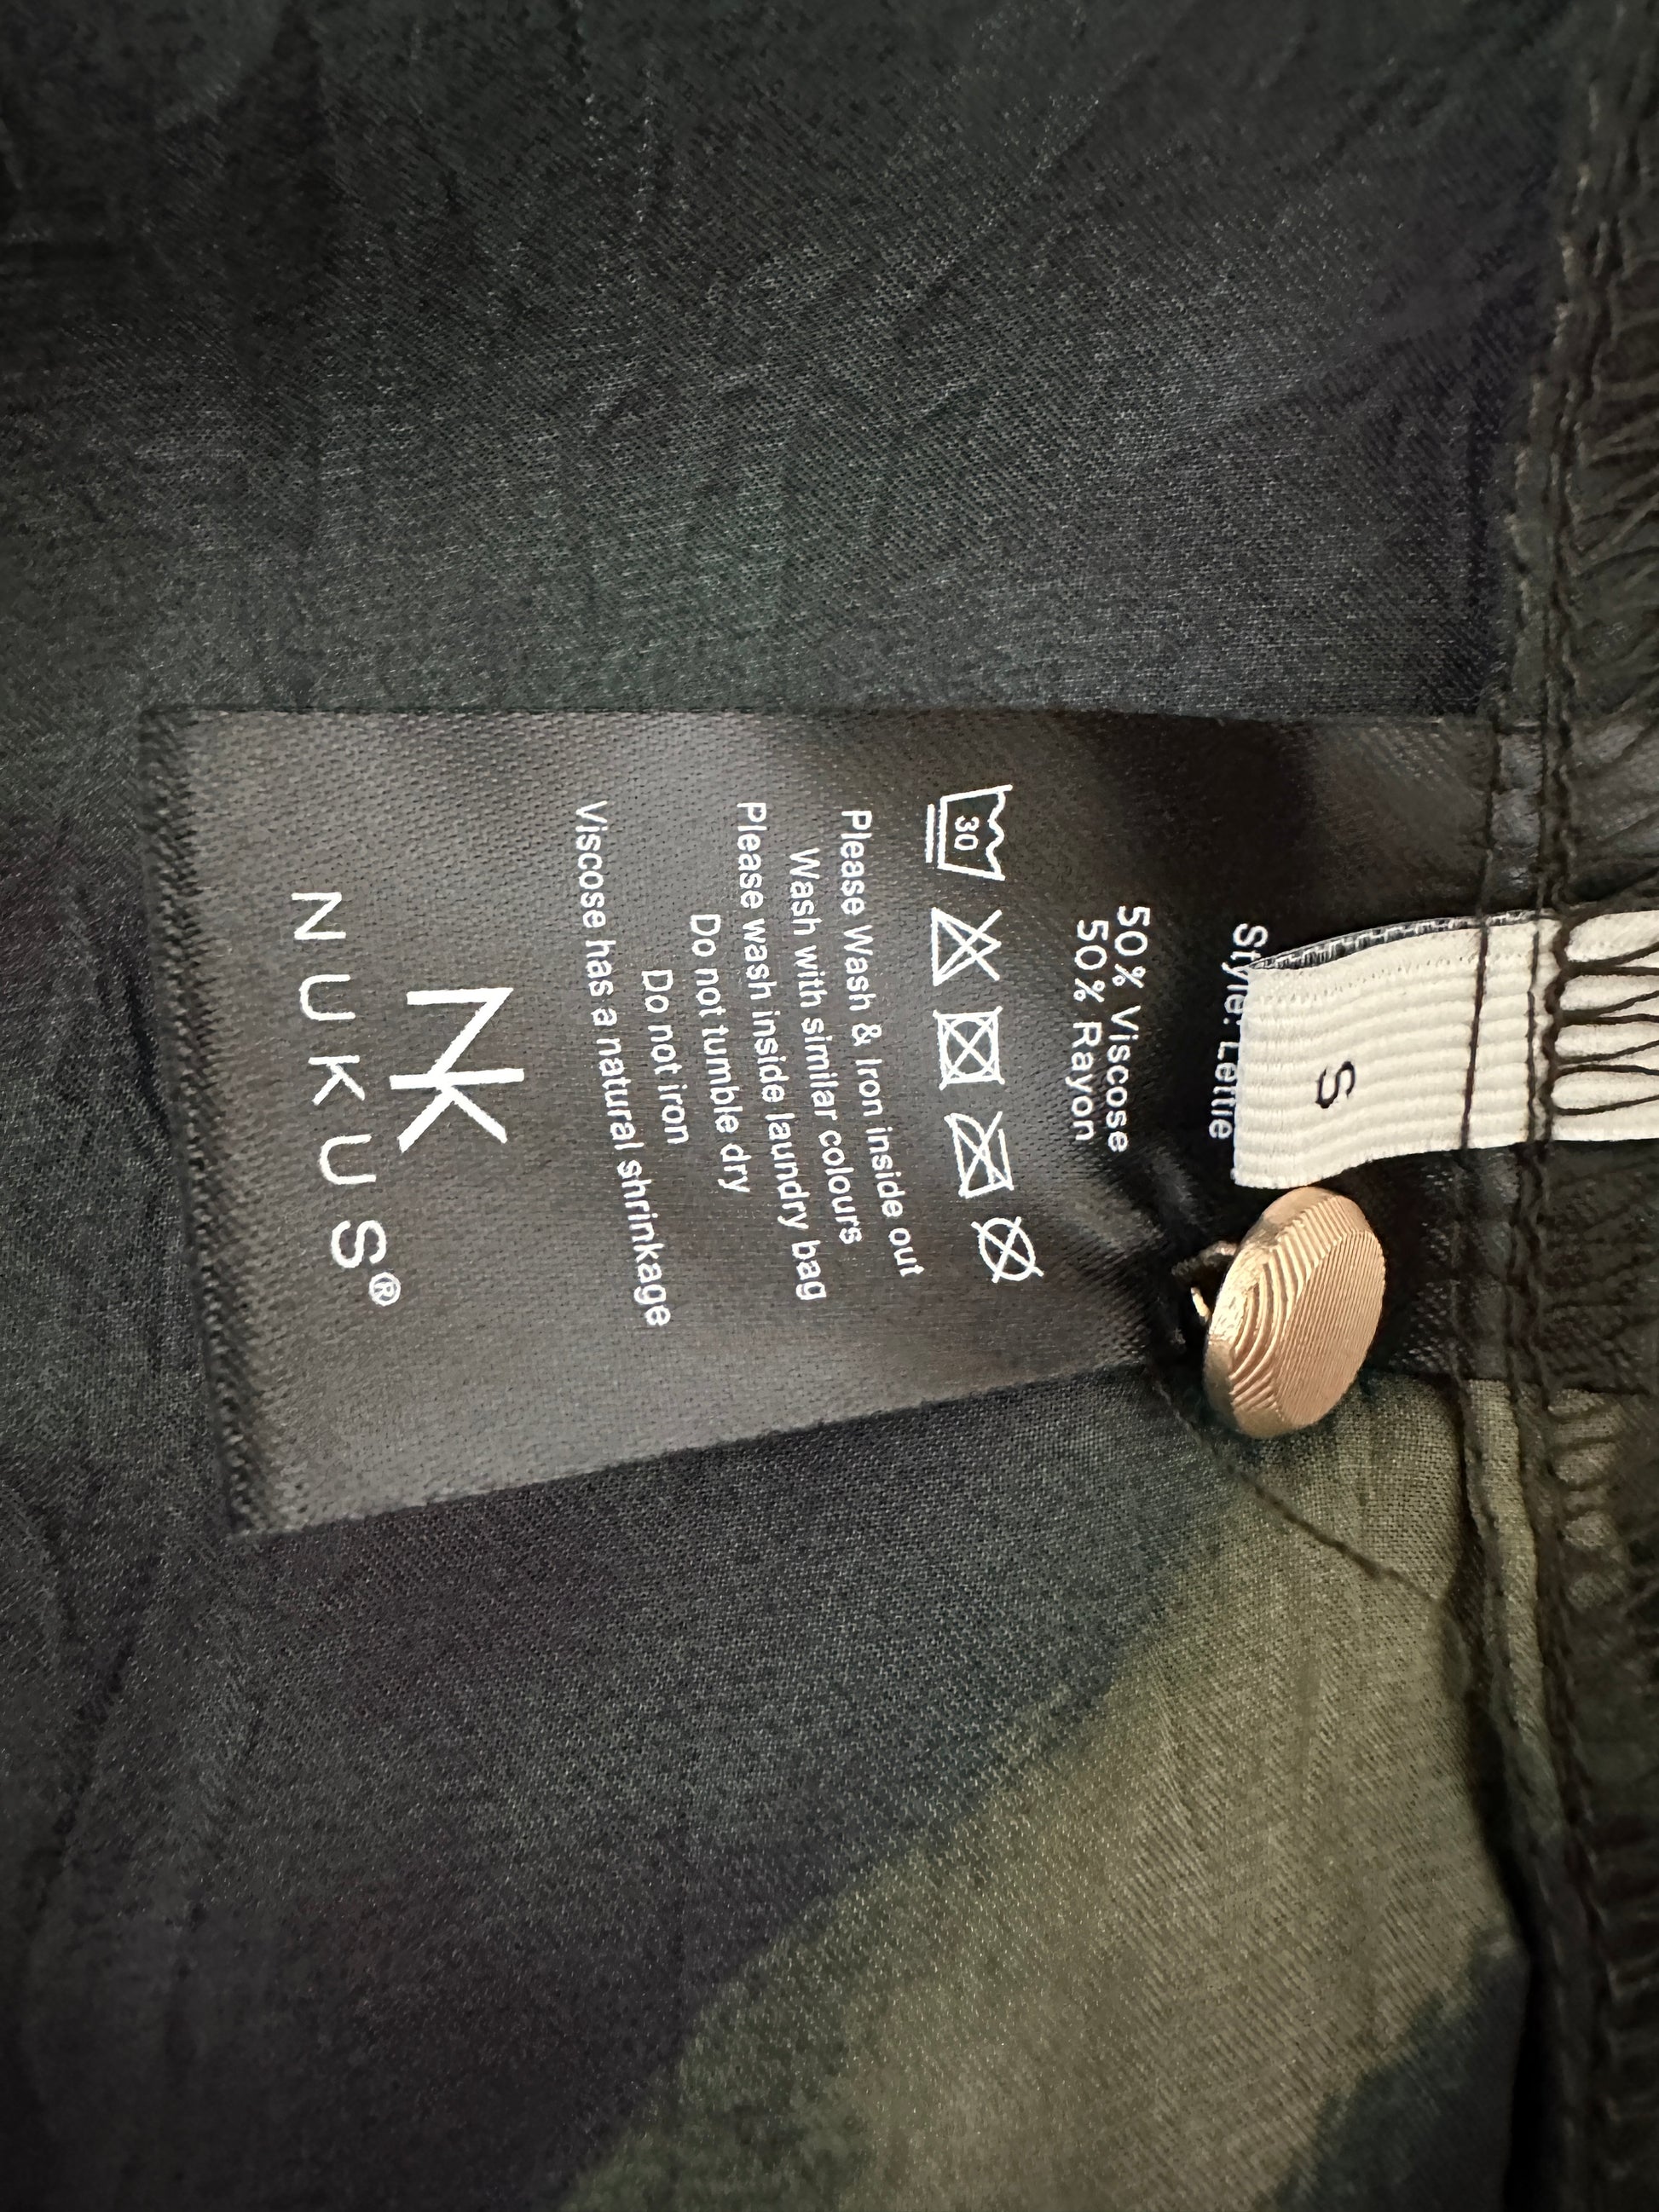 S
Style: Lettie
50% Viscose
50% Rayon
30
Please Wash & Iron inside out
Wash with similar colours
Please wash inside laundry bag
Do not tumble dry
Do not iron
Viscose has a natural shrinkage
NK
NUKUS®